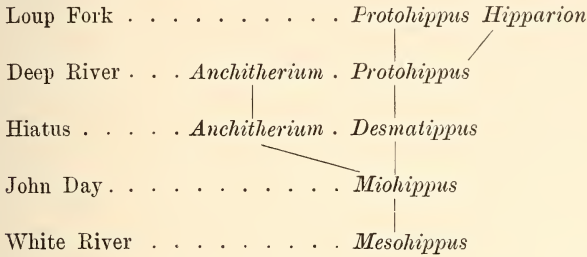 Loup Fork . . . . . . . . . . . Protohippus Hipparion
Deep River . . . Anchitherium . Protohippus
Hiatus . . . . . Anchitherium . Desmatippus
John Day . . . . . . . . . . . . Miohippus
White River . . . . . . . . . Mesohippus